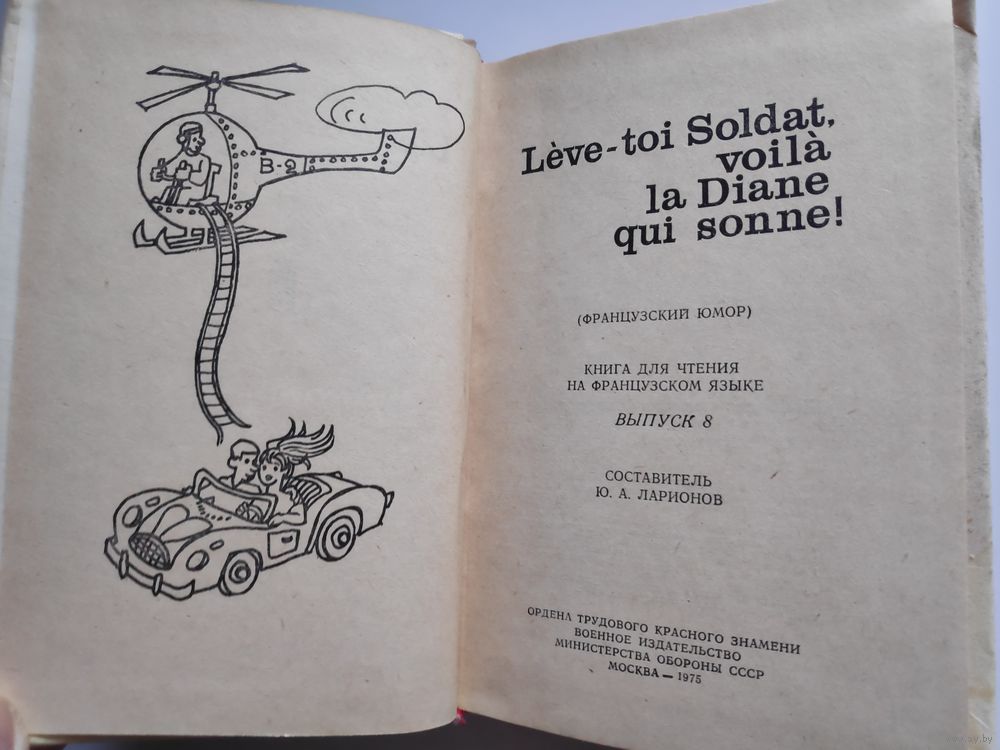 B-2
Lève-toi Soldat,
voilà
la Diane
qui sonne!
(ФРАНЦУЗСКИЙ ЮМОР)
КНИГА ДЛЯ ЧТЕНИЯ
НА ФРАНЦУЗСКОМ ЯЗЫКЕ
ВЫПУСК 8
СОСТАВИТЕЛЬ
Ю. А. ЛАРИОНОВ
ОРДЕНА ТРУДОВОГО КРАСНОГО ЗНАМЕНИ
ВОЕННОЕ ИЗДАТЕЛЬСТВО
МИНИСТЕРСТВА ОБОРОНЫ СССР
МОСКВА — 1975